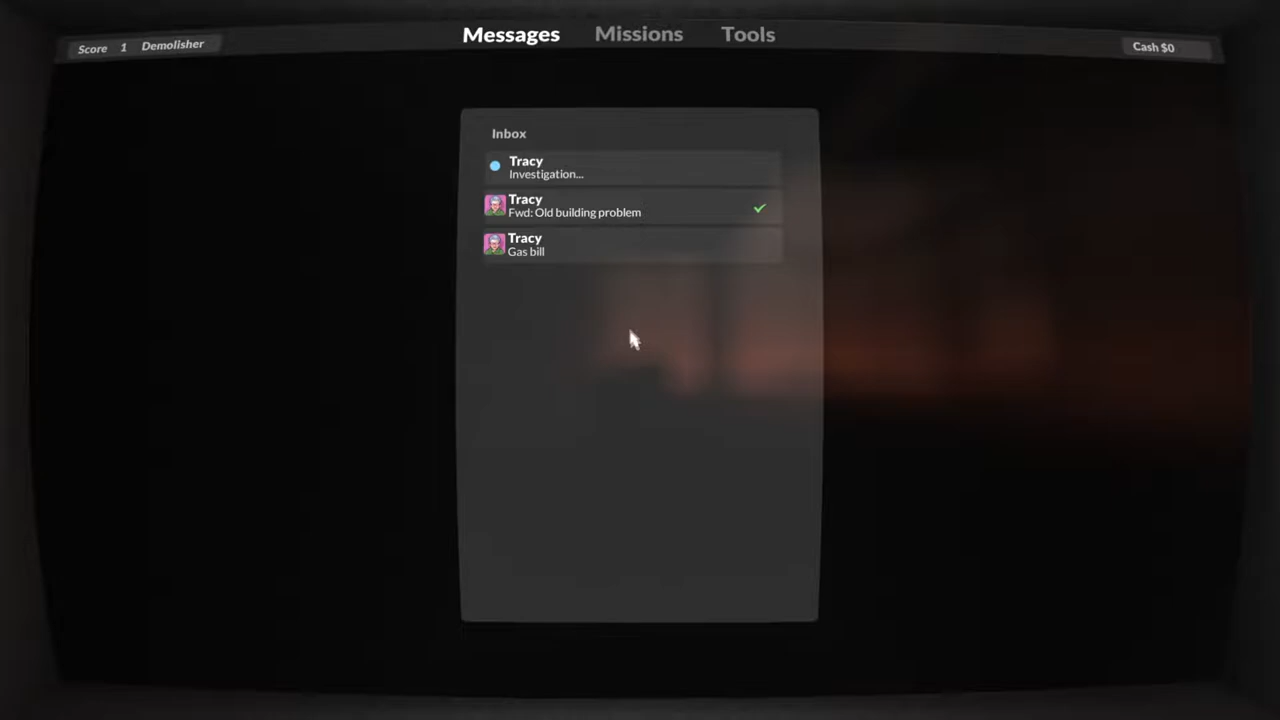 Score 1 Demolisher
Messages Missions Tools
Cash $0
Inbox
Tracy
Investigation...
Tracy
Fwd: Old building problem
Tracy
Gas bill